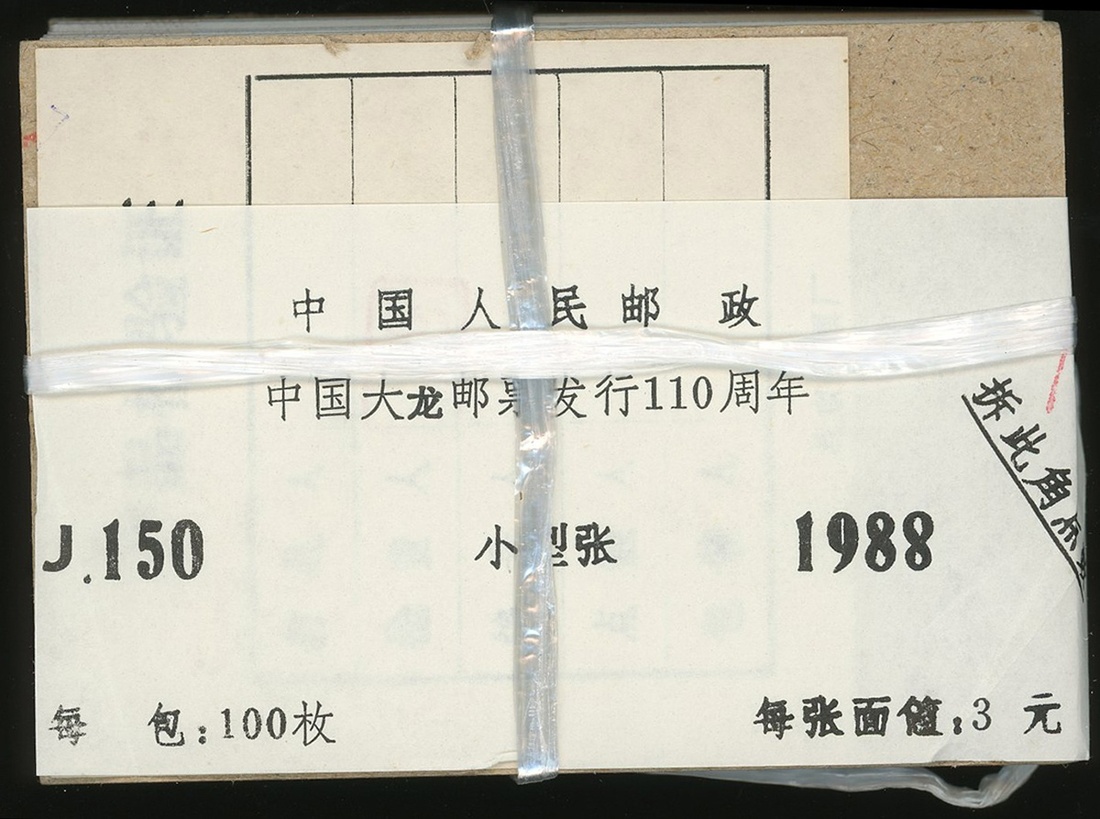 中国人民邮政
中国大龙邮票发行110周年
拆此角
J.150
小型张
1988
每 包:100枚
每张面值:3 元